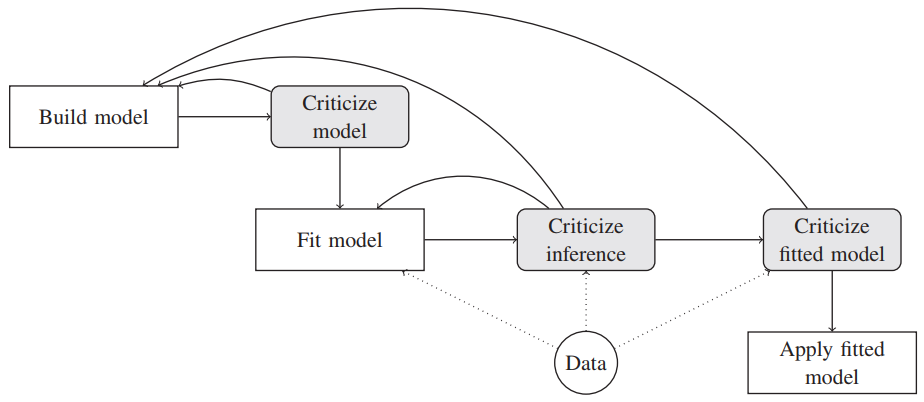 Build model
Criticize
model
Fit model
Criticize
inference
Criticize
fitted model
Data
Apply fitted
model